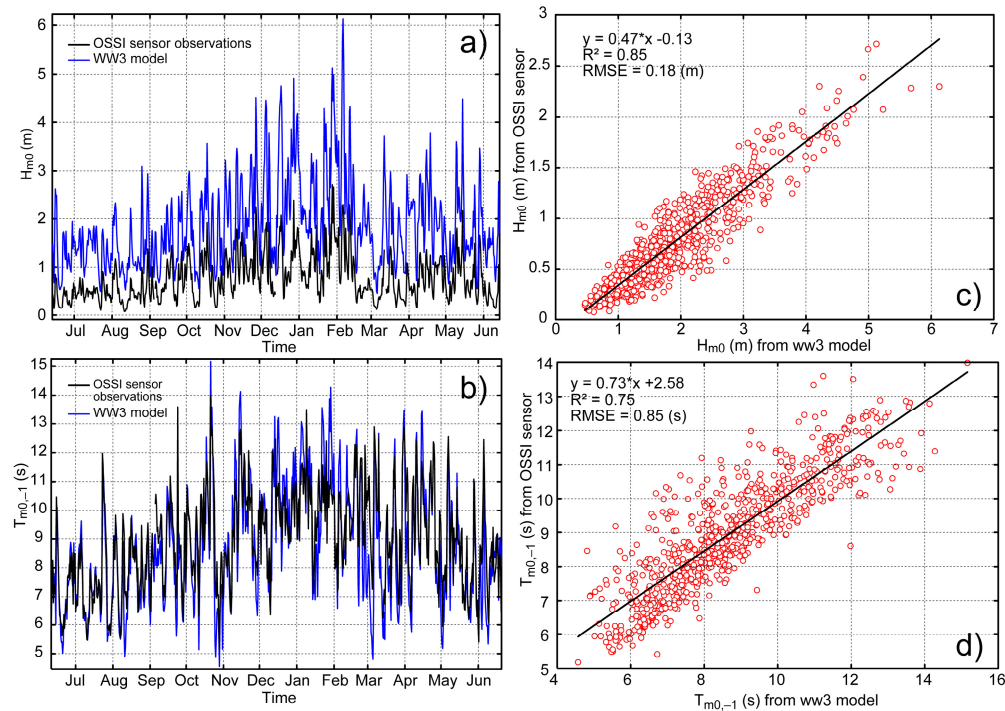 a)
OSSI sensor observations
WW3 model
H_m0 (m)
6
5
4
3
2
1
0
Jul Aug Sep Oct Nov Dec Jan Feb Mar Apr May Jun
Time
b)
OSSI sensor
observations
WW3 model
T_m0,–1 (s)
15
14
13
12
11
10
9
8
7
6
5
Jul Aug Sep Oct Nov Dec Jan Feb Mar Apr May Jun
Time
c)
y = 0.47*x -0.13
R² = 0.85
RMSE = 0.18 (m)
H_m0 (m) from OSSI sensor
3
2.5
2
1.5
1
0.5
0
0 1 2 3 4 5 6 7
H_m0 (m) from ww3 model
d)
y = 0.73*x +2.58
R² = 0.75
RMSE = 0.85 (s)
T_m0,–1 (s) from OSSI sensor
14
13
12
11
10
9
8
7
6
5
4 6 8 10 12 14 16
T_m0,–1 (s) from ww3 model